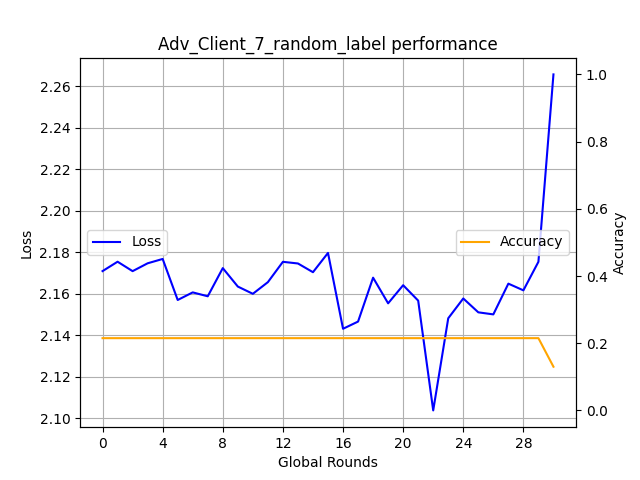 Adv_Client_7_random_label performance
2.26
2.24
2.22
2.20
2.18
2.16
2.14
2.12
2.10
Loss
Loss
Accuracy
1.0
0.8
0.6
0.4
0.2
0.0
Accuracy
0 4 8 12 16 20 24 28
Global Rounds